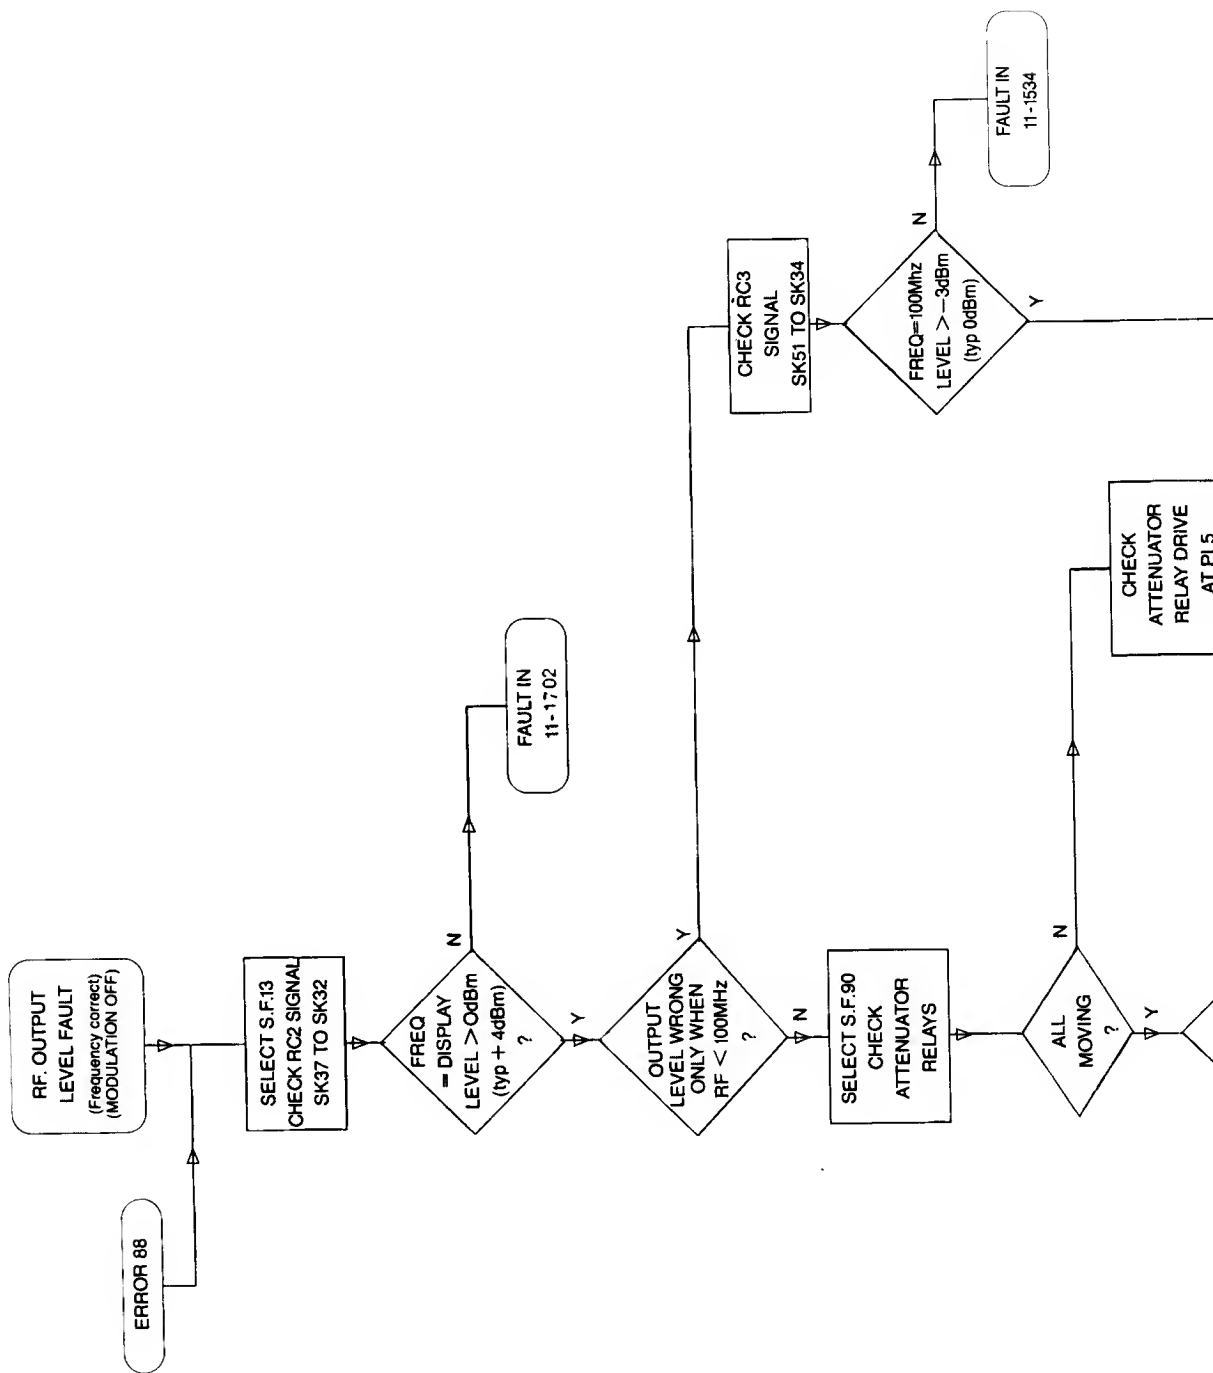 RF. OUTPUT
LEVEL FAULT
(Frequency correct)
(MODULATION OFF)
ERROR 88
SELECT S.F.13
CHECK RC2 SIGNAL
SK37 TO SK32
FREQ
= DISPLAY
LEVEL >0dBm
(typ + 4dBm)
?
N
FAULT IN
11-1702
Y
OUTPUT
LEVEL WRONG
ONLY WHEN
RF < 100MHz
?
Y
CHECK RC3
SIGNAL
SK51 TO SK34
FREQ=100Mhz
LEVEL >-3dBm
(typ 0dBm)
N
FAULT IN
11-1534
Y
N
SELECT S.F.90
CHECK
ATTENUATOR
RELAYS
ALL
MOVING
?
N
CHECK
ATTENUATOR
RELAY DRIVE
AT PL5
Y